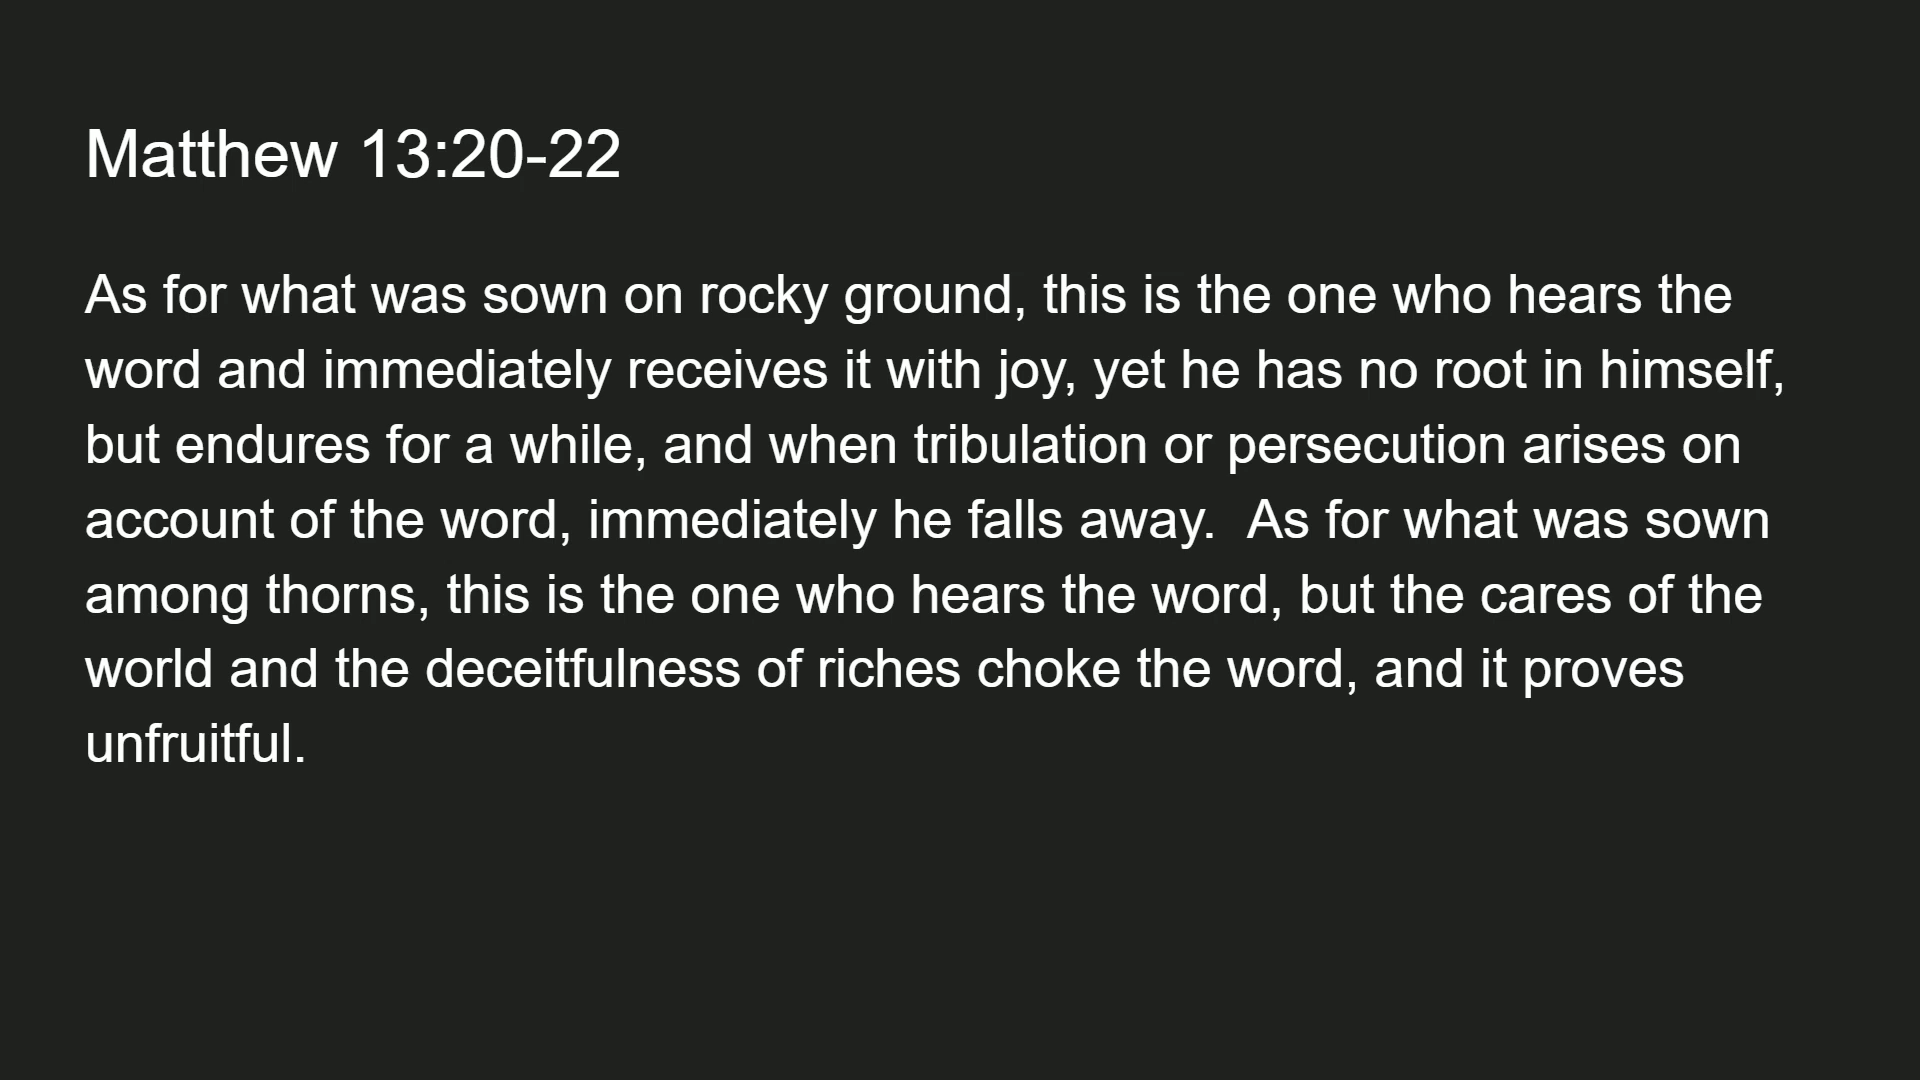 Matthew 13:20-22
As for what was sown on rocky ground, this is the one who hears the
word and immediately receives it with joy, yet he has no root in himself,
but endures for a while, and when tribulation or persecution arises on
account of the word, immediately he falls away.  As for what was sown
among thorns, this is the one who hears the word, but the cares of the
world and the deceitfulness of riches choke the word, and it proves
unfruitful.